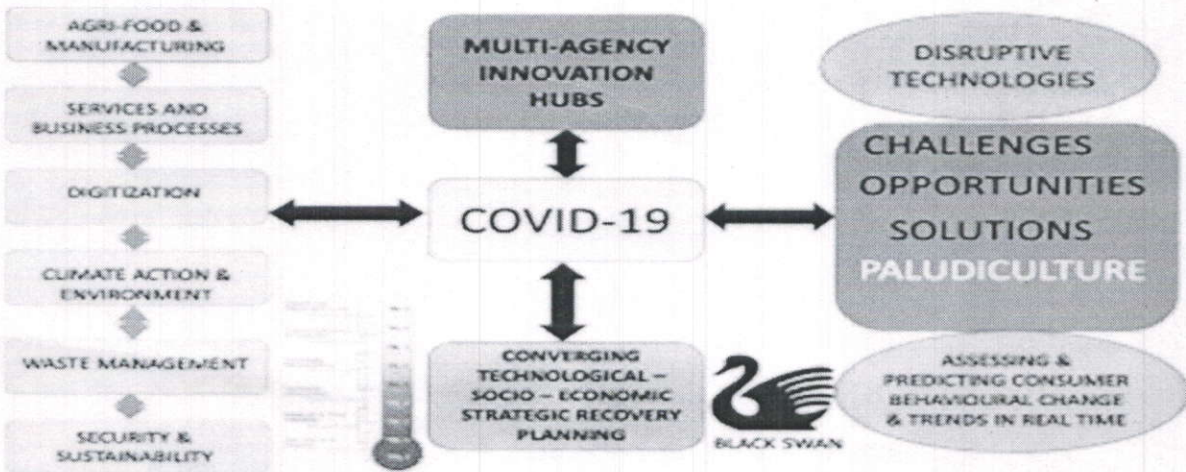 AGRI-FOOD &
MANUFACTURING
SERVICES AND
BUSINESS PROCESSES
DIGITIZATION
CLIMATE ACTION &
ENVIRONMENT
WASTE MANAGEMENT
SECURITY &
SUSTAINABILITY
MULTI-AGENCY
INNOVATION
HUBS
COVID-19
CONVERGING
TECHNOLOGICAL –
SOCIO – ECONOMIC
STRATEGIC RECOVERY
PLANNING
BLACK SWAN
DISRUPTIVE
TECHNOLOGIES
CHALLENGES
OPPORTUNITIES
SOLUTIONS
PALUDICULTURE
ASSESSING &
PREDICTING CONSUMER
BEHAVIOURAL CHANGE
& TRENDS IN REAL TIME